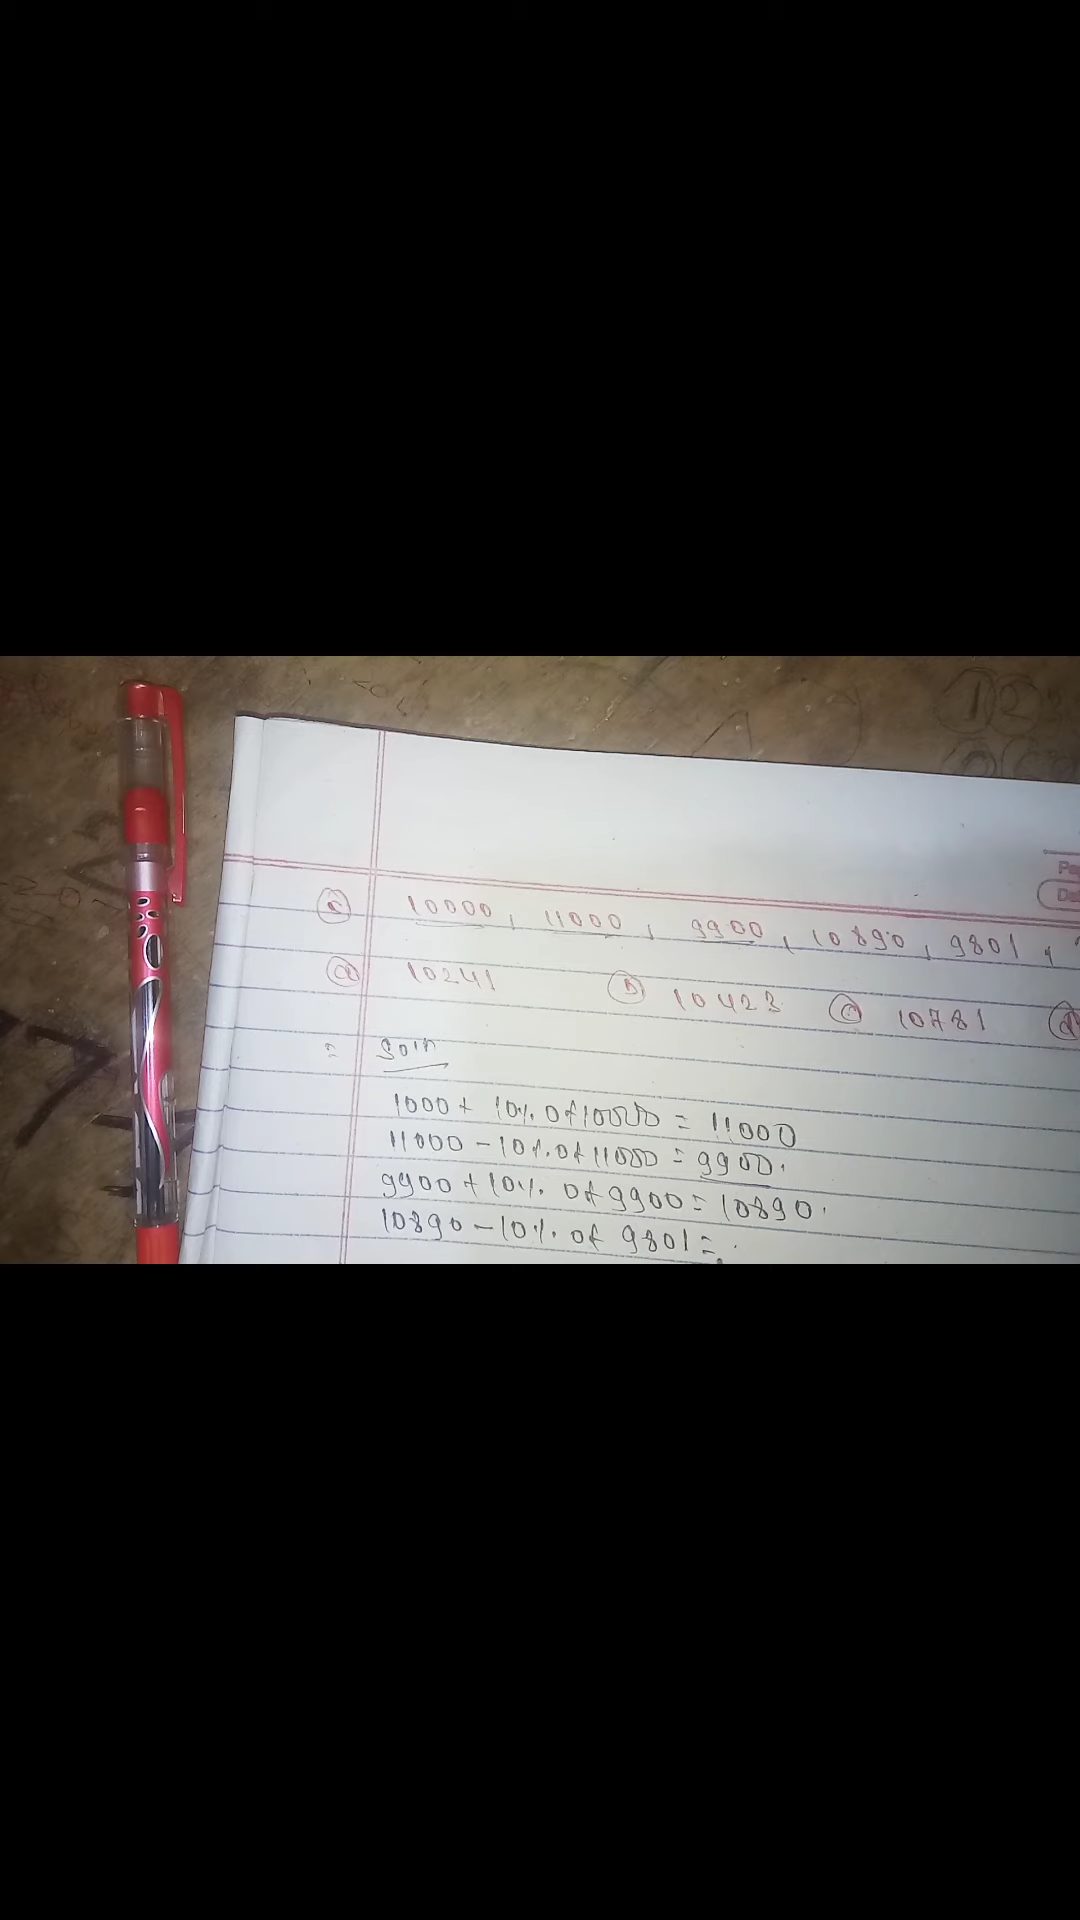 10000, 11000, 9900, 10890, 9801,
(a) 10241 (b) 10423 (c) 10781 (d)
= Soln
1000 + 10% of 10000 = 11000
11000 - 10% of 11000 = 9900.
9900 + 10% of 9900 = 10890.
10890 - 10% of 9801 =